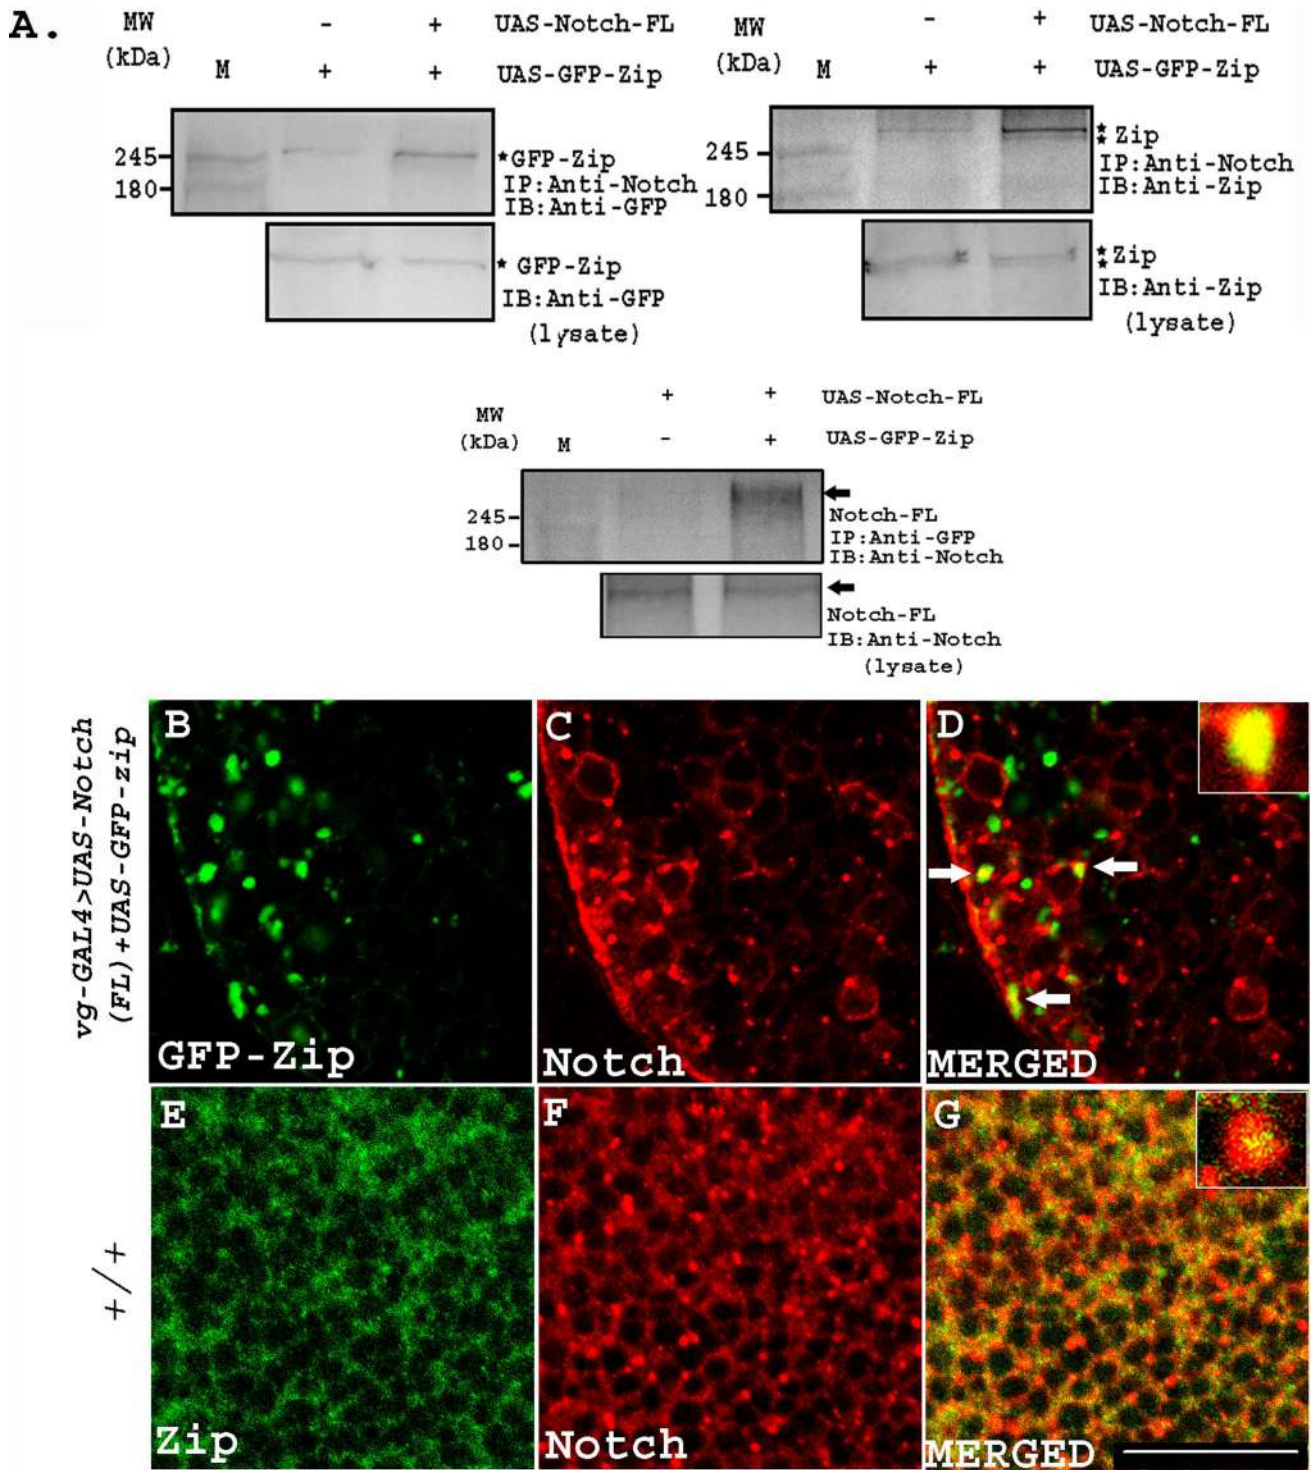 A.
MW - + UAS-Notch-FL
(kDa) M + + UAS-GFP-Zip
245 GFP-Zip
180 IP:Anti-Notch
IB:Anti-GFP
GFP-Zip
IB:Anti-GFP
(lysate)
MW - + UAS-Notch-FL
(kDa) M + + UAS-GFP-Zip
245 Zip
IP:Anti-Notch
180 IB:Anti-Zip
Zip
IB:Anti-Zip
(lysate)
+ + UAS-Notch-FL
MW
(kDa) M - + UAS-GFP-Zip
245 Notch-FL
IP:Anti-GFP
180 IB:Anti-Notch
Notch-FL
IB:Anti-Notch
(lysate)
vg-GAL4>UAS-Notch
(FL)+UAS-GFP-zip
B C D
GFP-Zip Notch MERGED
+/+
E F G
Zip Notch MERGED